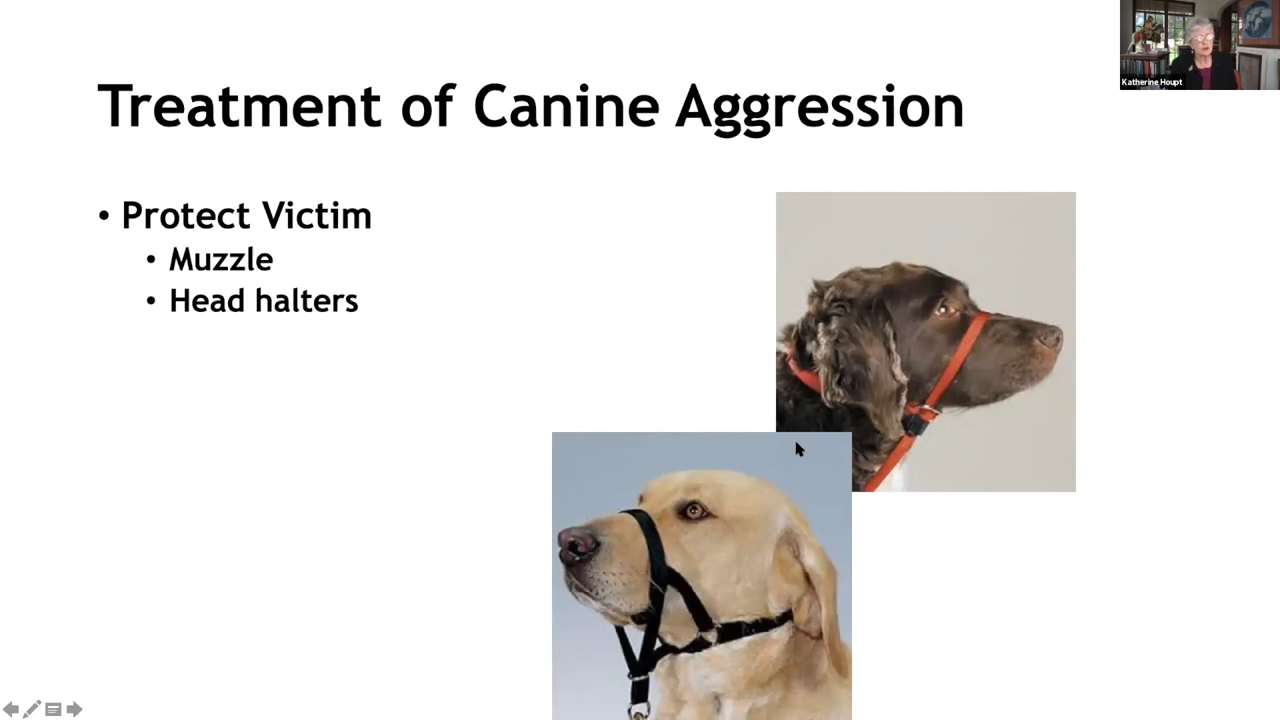 Katherine Houpt
Treatment of Canine Aggression
• Protect Victim
• Muzzle
• Head halters